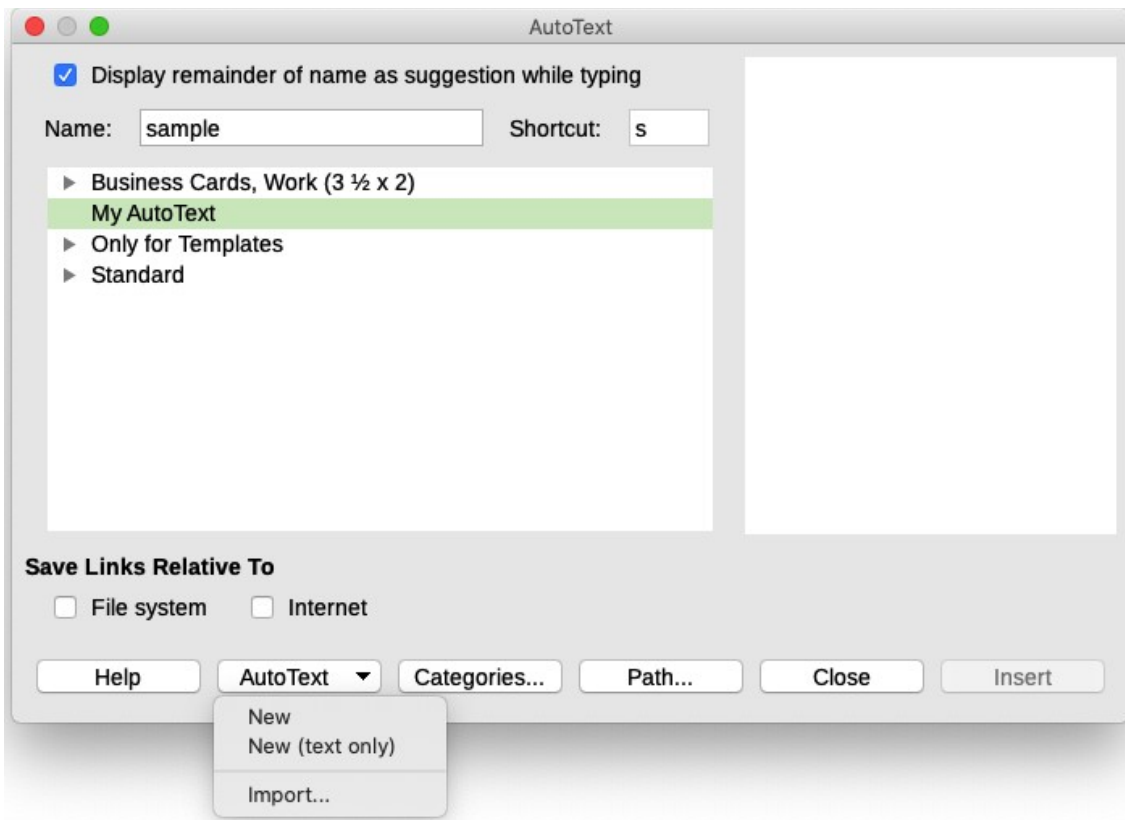 AutoText
Display remainder of name as suggestion while typing
Name: sample Shortcut: s
Business Cards, Work (3 ½ x 2)
My AutoText
Only for Templates
Standard
Save Links Relative To
File system Internet
Help AutoText Categories... Path... Close Insert
New
New (text only)
Import...